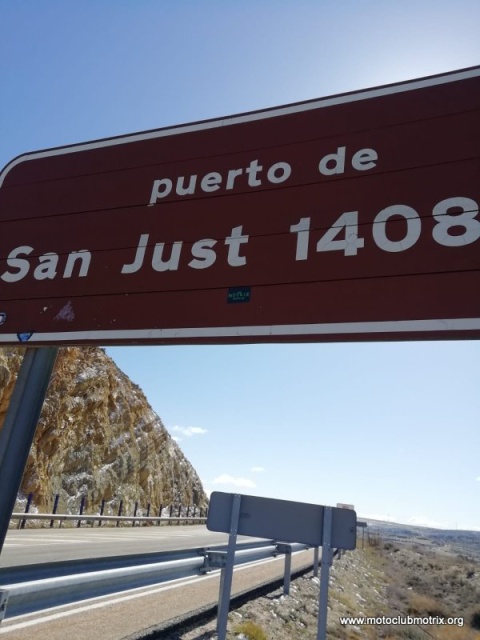 puerto de
San Just 1408
www.motoclubmotrix.org